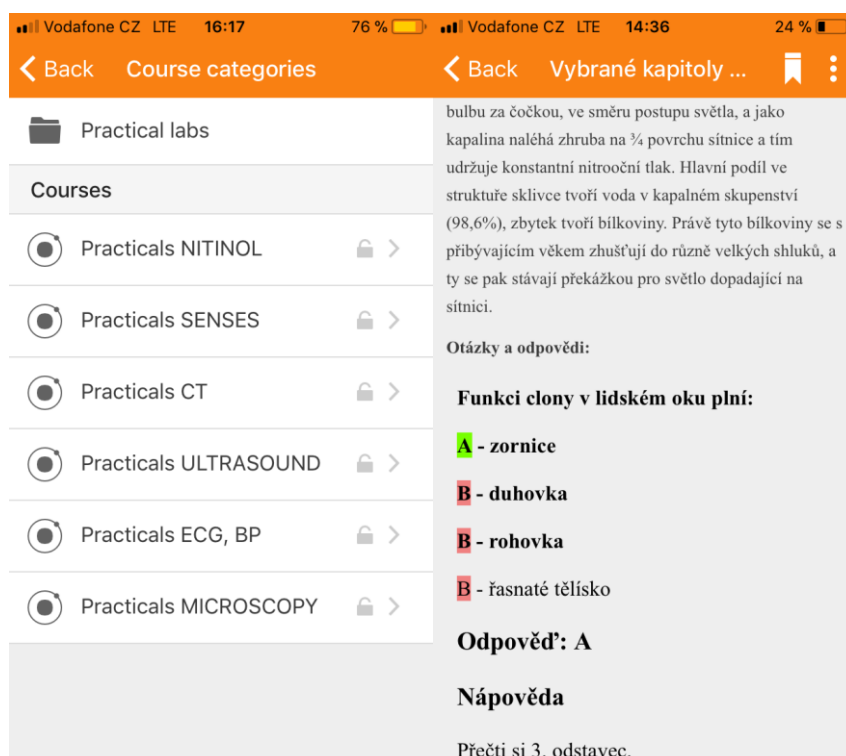 Vodafone CZ LTE 16:17 76 %
Back Course categories
Practical labs
Courses
Practicals NITINOL
Practicals SENSES
Practicals CT
Practicals ULTRASOUND
Practicals ECG, BP
Practicals MICROSCOPY
Vodafone CZ LTE 14:36 24 %
Back Vybrané kapitoly ...
bulbu za čočkou, ve směru postupu světla, a jako
kapalina naléhá zhruba na ¾ povrchu sítnice a tím
udržuje konstantní nitrooční tlak. Hlavní podíl ve
struktuře sklivce tvoří voda v kapalném skupenství
(98,6%), zbytek tvoří bílkoviny. Právě tyto bílkoviny se s
přibývajícím věkem zhušťují do různě velkých shluků, a
ty se pak stávají překážkou pro světlo dopadající na
sítnici.
Otázky a odpovědi:
Funkci clony v lidském oku plní:
A - zornice
B - duhovka
B - rohovka
B - řasnaté tělísko
Odpověď: A
Nápověda
Přečti si 3. odstavec.